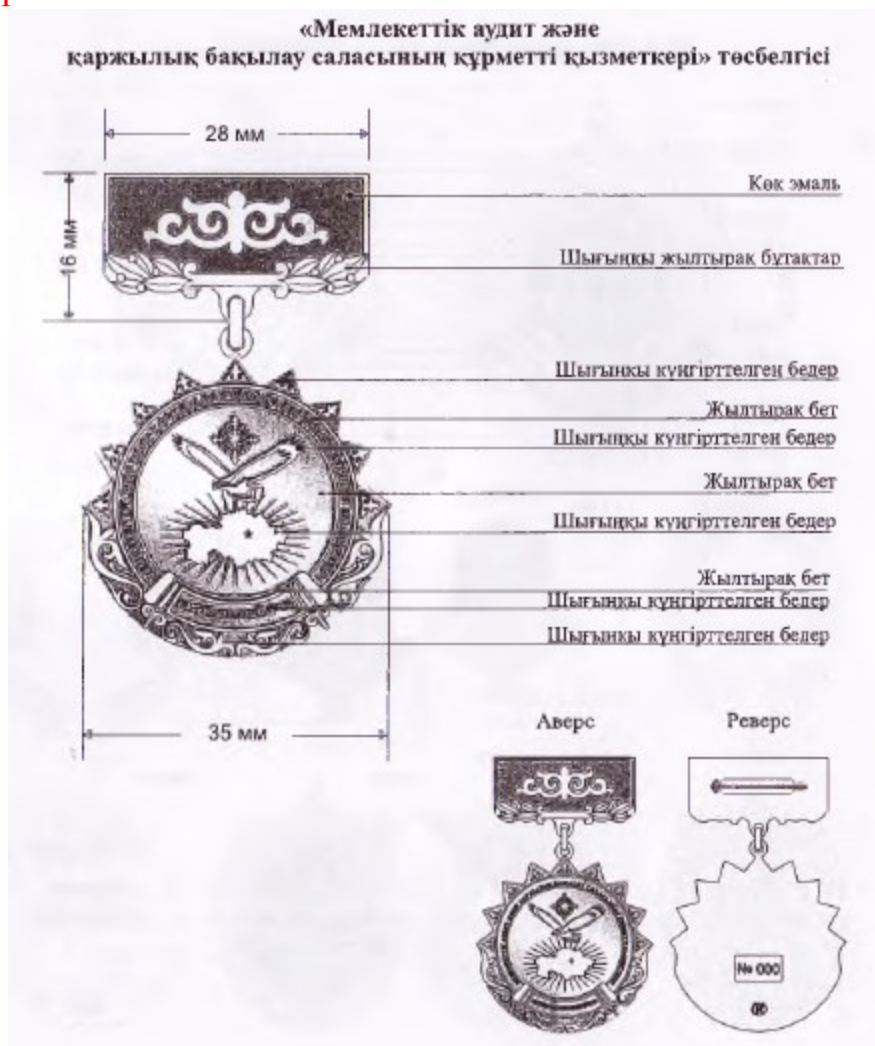 «Мемлекеттік аудит және
қаржылық бақылау саласының құрметті қызметкері» төсбелгісі
28 мм
16 мм
Көк эмаль
Шығыңқы жылтырақ бұтақтар
Шығыңқы күңгірттелген бедер
Жылтырақ бет
Шығыңқы күңгірттелген бедер
Жылтырақ бет
Шығыңқы күңгірттелген бедер
Жылтырақ бет
Шығыңқы күңгірттелген бедер
Шығыңқы күңгірттелген бедер
35 мм
Аверс
Реверс
№ 000